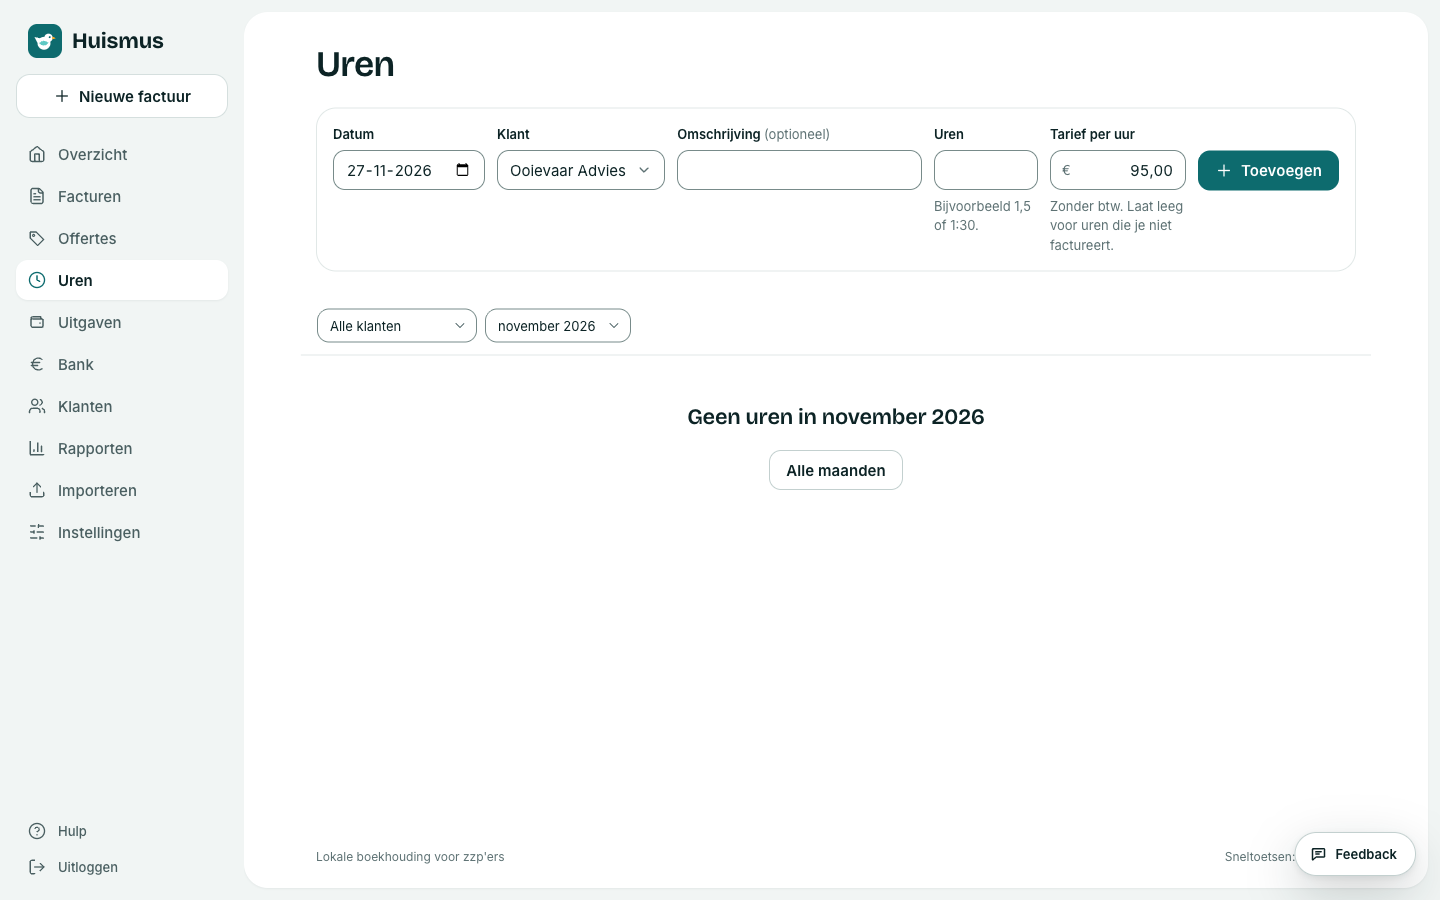 Huismus
Nieuwe factuur
Overzicht
Facturen
Offertes
Uren
Uitgaven
Bank
Klanten
Rapporten
Importeren
Instellingen
Hulp
Uitloggen
Uren
Datum
Klant
Omschrijving (optioneel)
Uren
Tarief per uur
27-11-2026
Ooievaar Advies
€ 95,00
Toevoegen
Bijvoorbeeld 1,5
of 1:30.
Zonder btw. Laat leeg
voor uren die je niet
factureert.
Alle klanten
november 2026
Geen uren in november 2026
Alle maanden
Lokale boekhouding voor zzp'ers
Sneltoetsen:
Feedback